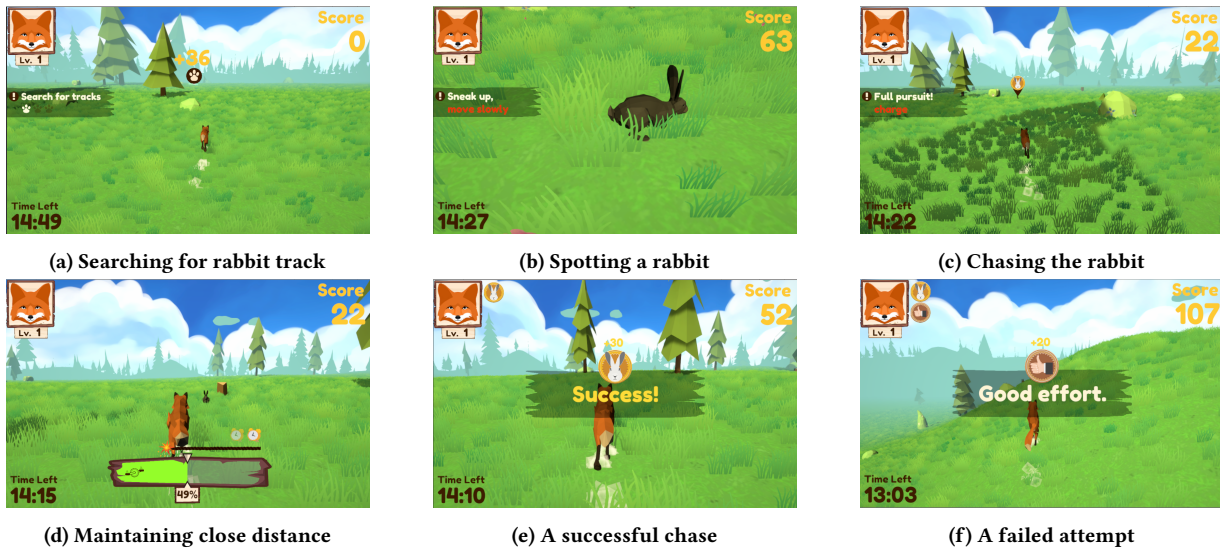 Score
0
Lv. 1
+36
Search for tracks
Time Left
14:49
(a) Searching for rabbit track
Score
63
Lv. 1
Sneak up,
move slowly
Time Left
14:27
(b) Spotting a rabbit
Score
22
Lv. 1
Full pursuit!
charge
Time Left
14:22
(c) Chasing the rabbit
Score
22
Lv. 1
49%
Time Left
14:15
(d) Maintaining close distance
Score
52
Lv. 1
+30
Success!
Time Left
14:10
(e) A successful chase
Score
107
Lv. 1
+20
Good effort.
Time Left
13:03
(f) A failed attempt